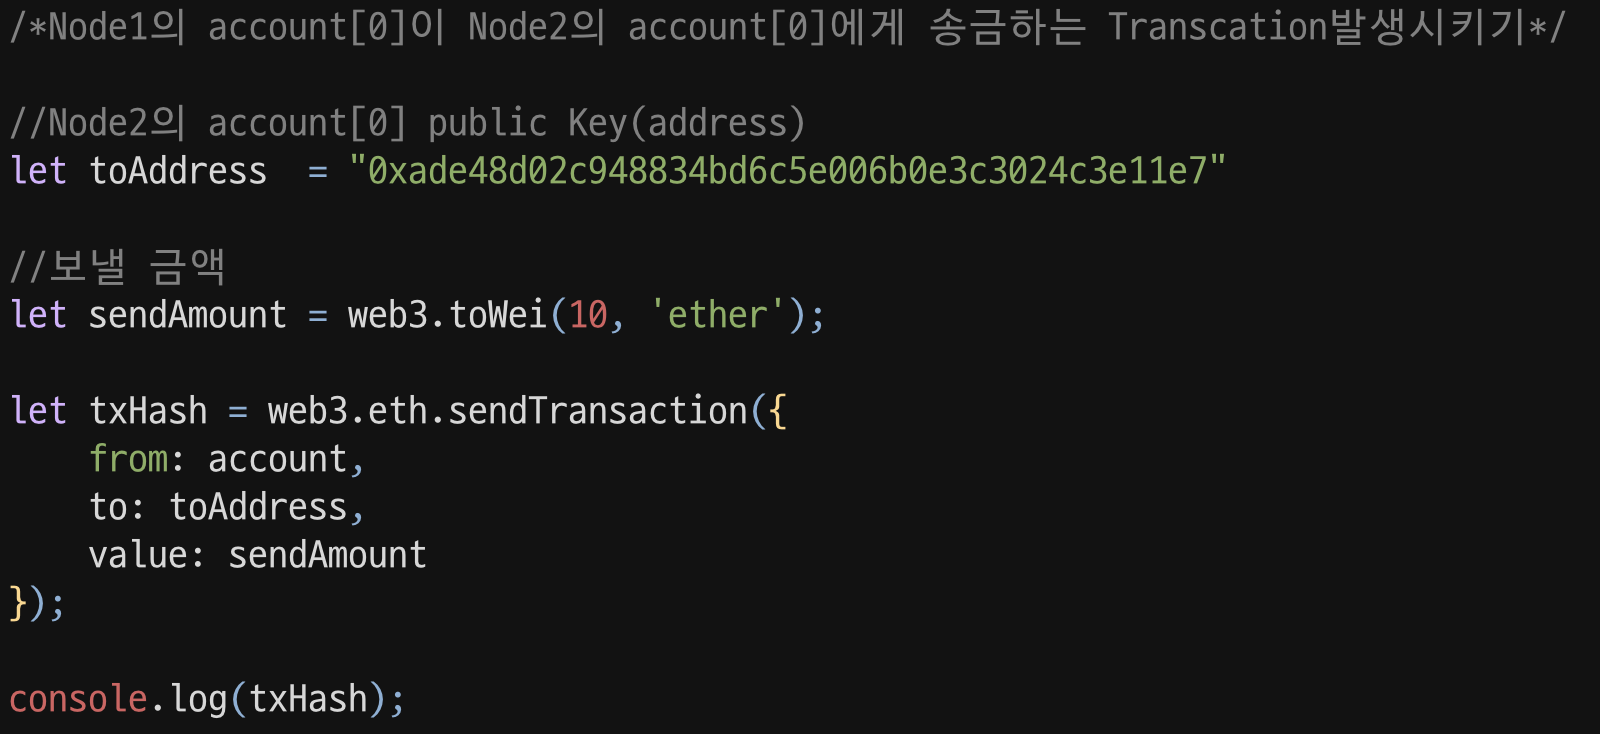 /*Node1의 account[0]이 Node2의 account[0]에게 송금하는 Transcation발생시키기*/
//Node2의 account[0] public Key(address)
let toAddress  = "0xade48d02c948834bd6c5e006b0e3c3024c3e11e7"
//보낼 금액
let sendAmount = web3.toWei(10, 'ether');
let txHash = web3.eth.sendTransaction({
    from: account,
    to: toAddress,
    value: sendAmount
});
console.log(txHash);